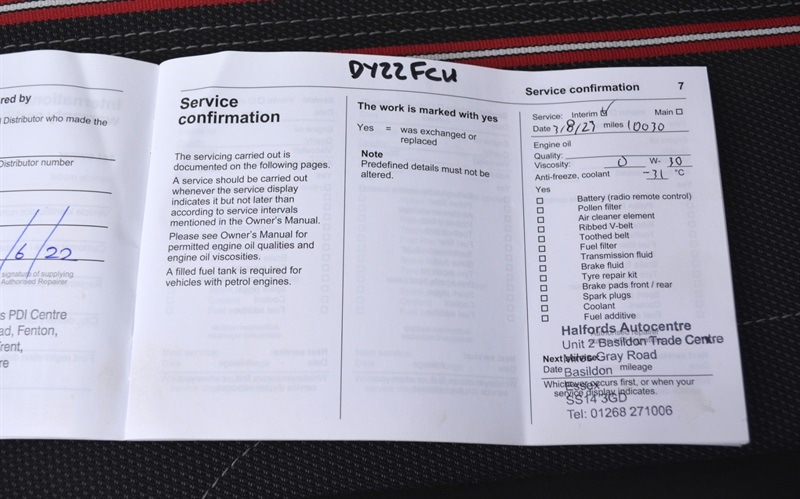 red by
Distributor who made the
Distributor number
/6/22
signature of supplying
Authorised Repairer
s PDI Centre
ad, Fenton,
rent,
re
Service
confirmation
The servicing carried out is
documented on the following pages.
A service should be carried out
whenever the service display
indicates it but not later than
according to service intervals
mentioned in the Owner's Manual.
Please see Owner's Manual for
permitted engine oil qualities and
engine oil viscosities.
A filled fuel tank is required for
vehicles with petrol engines.
DY22FCU
The work is marked with yes
Yes = was exchanged or
replaced
Note
Predefined details must not be
altered.
Service confirmation 7
Service: Interim Main
Date 3/8/23 miles 10030
Engine oil
Quality:
Viscosity: 0 W- 30
Anti-freeze, coolant -31 °C
Yes
Battery (radio remote control)
Pollen filter
Air cleaner element
Ribbed V-belt
Toothed belt
Fuel filter
Transmission fluid
Brake fluid
Tyre repair kit
Brake pads front / rear
Spark plugs
Coolant
Fuel additive
Halfords Autocentre
Unit 2 Basildon Trade Centre
Next service Miles Gray Road
Date Basildon mileage
Whichever occurs first, or when your
Essex
service display indicates.
SS14 3GD
Tel: 01268 271006